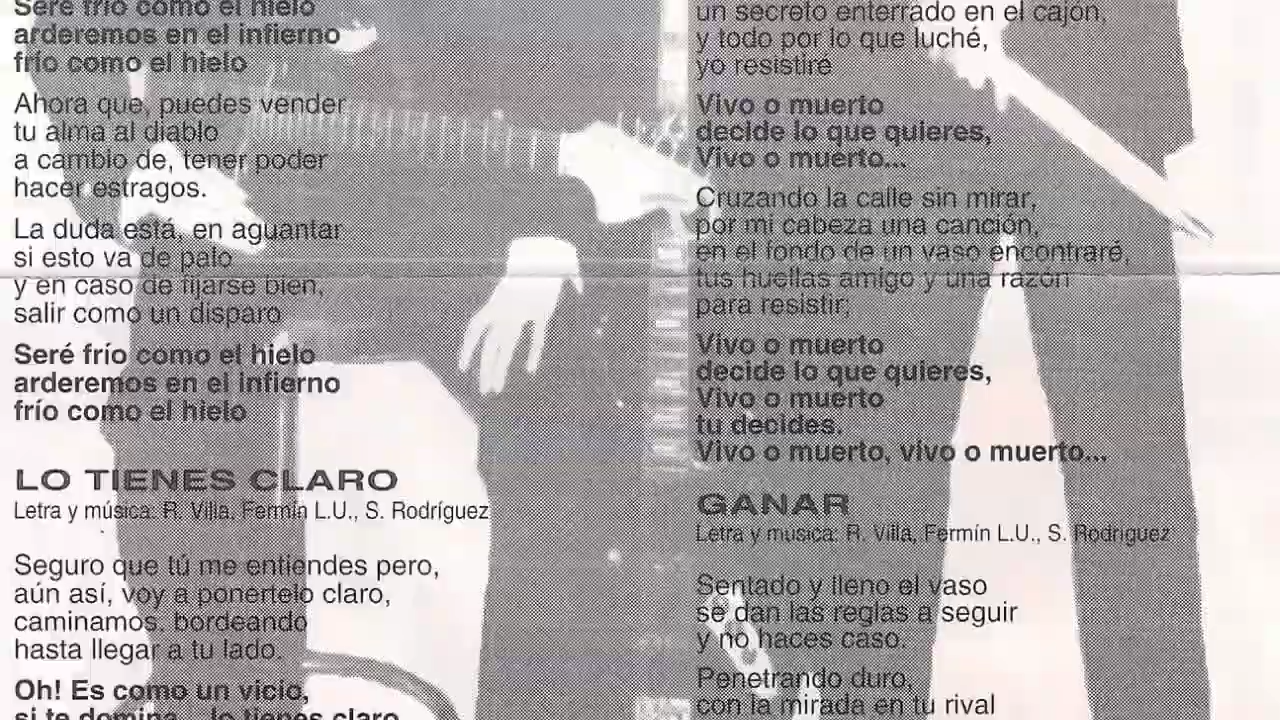 Seré frío como el hielo
arderemos en el infierno
frío como el hielo
Ahora que, puedes vender
tu alma al diablo
a cambio de, tener poder
hacer estragos.
La duda está, en aguantar
si esto va de palo
y en caso de fijarse bien,
salir como un disparo
Seré frío como el hielo
arderemos en el infierno
frío como el hielo
LO TIENES CLARO
Letra y música: R. Villa, Fermín L.U., S. Rodríguez
Seguro que tú me entiendes pero,
aún así, voy a ponértelo claro,
caminamos, bordeando
hasta llegar a tu lado.
Oh! Es como un vicio,
si te domina... lo tienes claro
un secreto enterrado en el cajón,
y todo por lo que luché,
yo resistiré
Vivo o muerto
decide lo que quieres,
Vivo o muerto...
Cruzando la calle sin mirar,
por mi cabeza una canción,
en el fondo de un vaso encontraré,
tus huellas amigo y una razón
para resistir;
Vivo o muerto
decide lo que quieres,
Vivo o muerto
tu decides.
Vivo o muerto, vivo o muerto...
GANAR
Letra y música: R. Villa, Fermín L.U., S. Rodríguez
Sentado y lleno el vaso
se dan las reglas a seguir
y no haces caso.
Penetrando duro,
con la mirada en tu rival